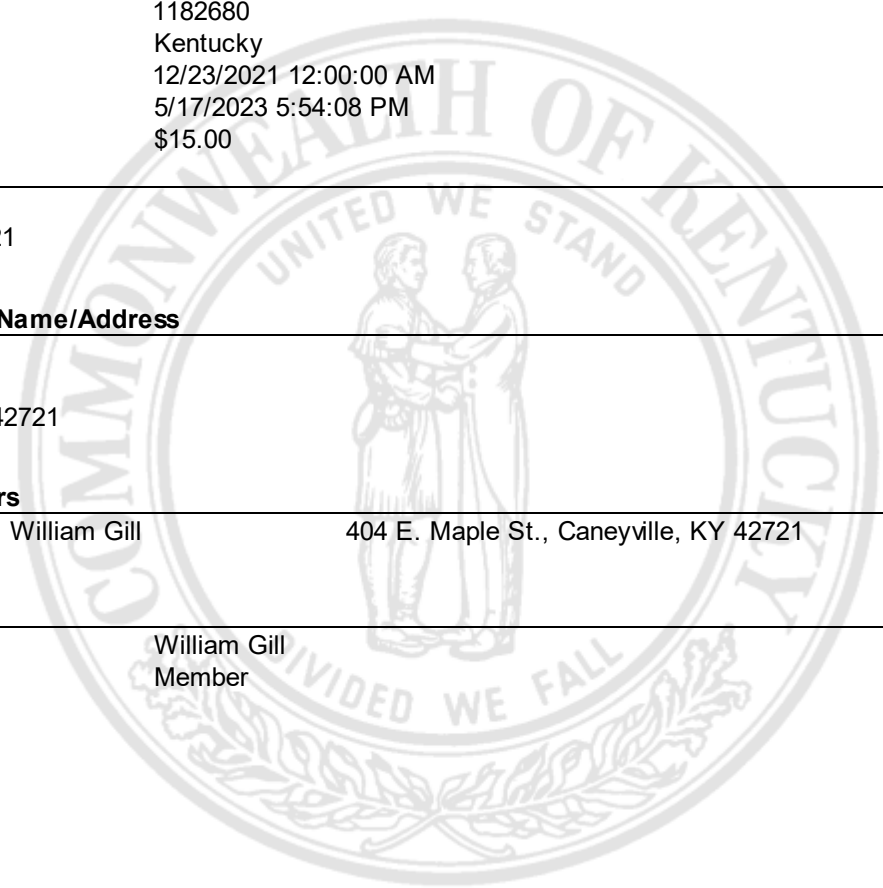 1182680
Kentucky
12/23/2021 12:00:00 AM
5/17/2023 5:54:08 PM
$15.00
21
Name/Address
42721
rs
William Gill 404 E. Maple St., Caneyville, KY 42721
William Gill
Member
COMMONWEALTH OF KENTUCKY
UNITED WE STAND
DIVIDED WE FALL